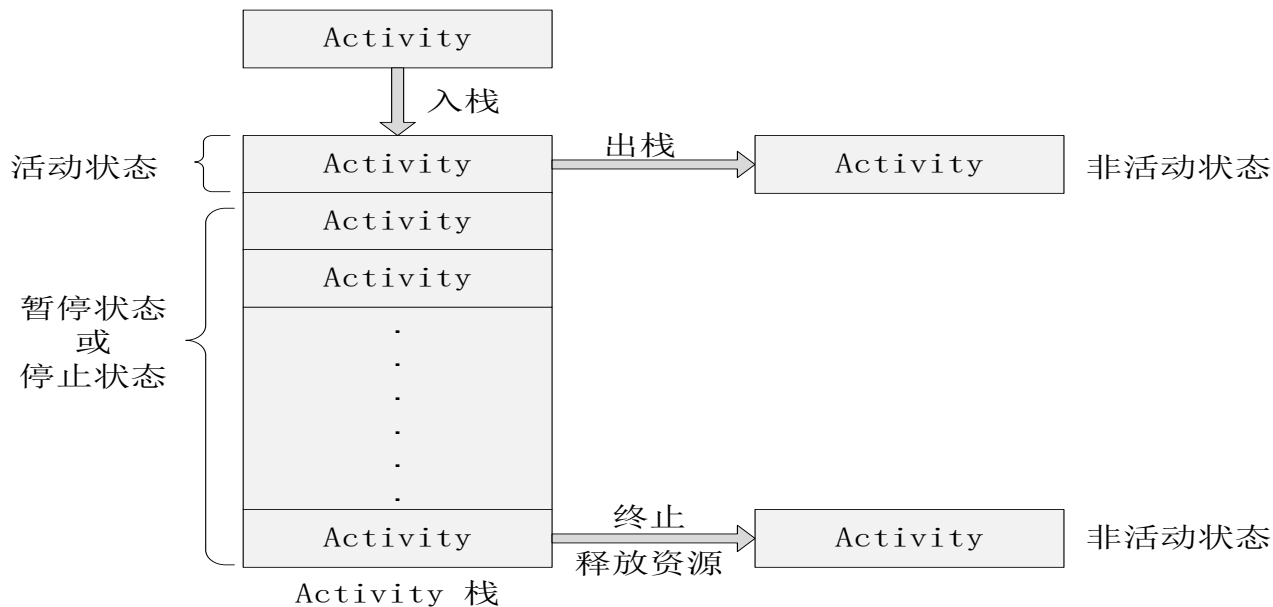 Activity
入栈
活动状态
Activity
出栈
Activity
非活动状态
Activity
Activity
暂停状态
或
停止状态
.
.
.
.
.
.
Activity
终止
释放资源
Activity
非活动状态
Activity 栈